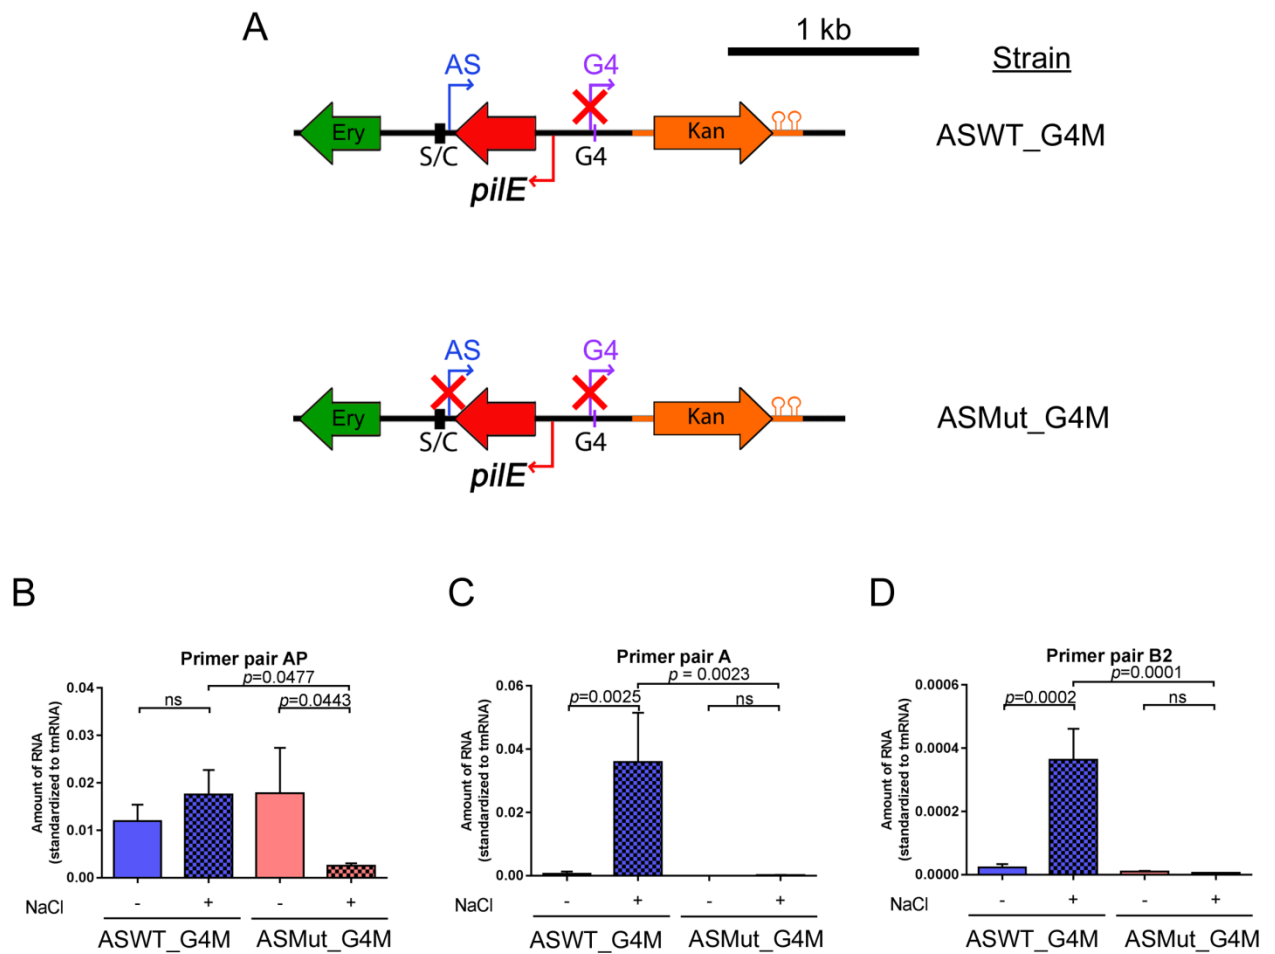 A
1 kb
Strain
AS
G4
Ery
Kan
S/C
G4
pilE
ASWT_G4M
AS
G4
Ery
Kan
S/C
G4
pilE
ASMut_G4M
B
Primer pair AP
Amount of RNA
(standardized to tmRNA)
0.04
0.03
0.02
0.01
0.00
p=0.0477
ns
p=0.0443
NaCl
-
+
-
+
ASWT_G4M
ASMut_G4M
C
Primer pair A
Amount of RNA
(standardized to tmRNA)
0.06
0.04
0.02
0.00
p = 0.0023
p=0.0025
ns
NaCl
-
+
-
+
ASWT_G4M
ASMut_G4M
D
Primer pair B2
Amount of RNA
(standardized to tmRNA)
0.0006
0.0004
0.0002
0.0000
p=0.0001
p=0.0002
ns
NaCl
-
+
-
+
ASWT_G4M
ASMut_G4M